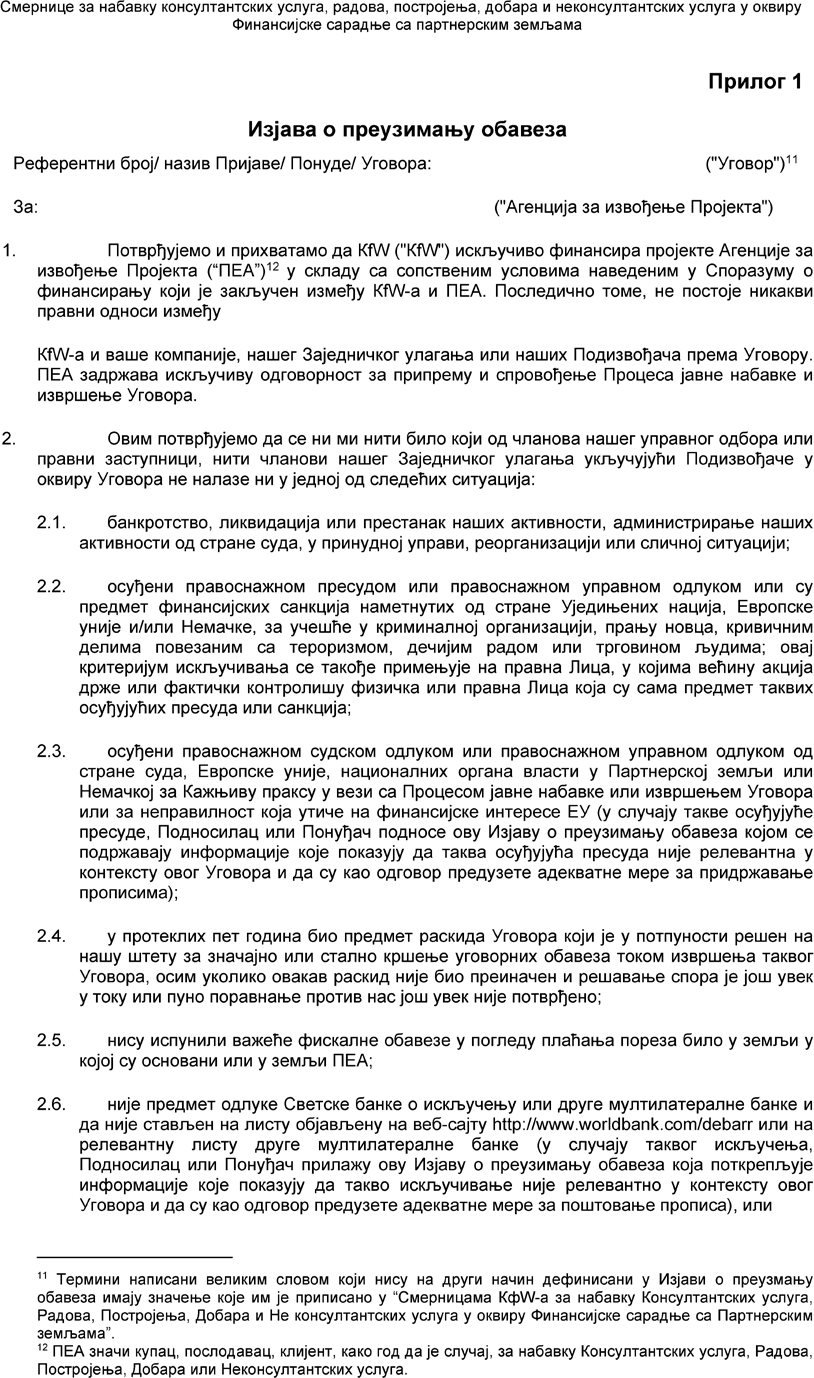 Смернице за набавку консултантских услуга, радова, постројења, добара и неконсултантских услуга у оквиру
Финансијске сарадње са партнерским земљама
Прилог 1
Изјава о преузимању обавеза
Референтни број/ назив Пријаве/ Понуде/ Уговора: ("Уговор")11
За: ("Агенција за извођење Пројекта")
1. Потврђујемо и прихватамо да KfW ("KfW") искључиво финансира пројекте Агенције за
извођење Пројекта (“ПЕА”)12 у складу са сопственим условима наведеним у Споразуму о
финансирању који је закључен између KfW-а и ПЕА. Последично томе, не постоје никакви
правни односи између
KfW-а и ваше компаније, нашег Заједничког улагања или наших Подизвођача према Уговору.
ПЕА задржава искључиву одговорност за припрему и спровођење Процеса јавне набавке и
извршење Уговора.
2. Овим потврђујемо да се ни ми нити било који од чланова нашег управног одбора или
правни заступници, нити чланови нашег Заједничког улагања укључујући Подизвођаче у
оквиру Уговора не налазе ни у једној од следећих ситуација:
2.1. банкротство, ликвидација или престанак наших активности, администрирање наших
активности од стране суда, у принудној управи, реорганизацији или сличној ситуацији;
2.2. осуђени правоснажном пресудом или правоснажном управном одлуком или су
предмет финансијских санкција наметнутих од стране Уједињених нација, Европске
уније и/или Немачке, за учешће у криминалној организацији, прању новца, кривичним
делима повезаним са тероризмом, дечијим радом или трговином људима; овај
критеријум искључивања се такође примењује на правна Лица, у којима већину акција
држе или фактички контролишу физичка или правна Лица која су сама предмет таквих
осуђујућих пресуда или санкција;
2.3. осуђени правоснажном судском одлуком или правоснажном управном одлуком од
стране суда, Европске уније, националних органа власти у Партнерској земљи или
Немачкој за Кажњиву праксу у вези са Процесом јавне набавке или извршењем Уговора
или за неправилност која утиче на финансијске интересе ЕУ (у случају такве осуђујуће
пресуде, Подносилац или Понуђач подносе ову Изјаву о преузимању обавеза којом се
подржавају информације које показују да таква осуђујућа пресуда није релевантна у
контексту овог Уговора и да су као одговор предузете адекватне мере за придржавање
прописима);
2.4. у протеклих пет година био предмет раскида Уговора који је у потпуности решен на
нашу штету за значајно или стално кршење уговорних обавеза током извршења таквог
Уговора, осим уколико овакав раскид није био преиначен и решавање спора је још увек
у току или пуно поравнање против нас још увек није потврђено;
2.5. нису испунили важеће фискалне обавезе у погледу плаћања пореза било у земљи у
којој су основани или у земљи ПЕА;
2.6. није предмет одлуке Светске банке о искључењу или друге мултилатералне банке и
да није стављен на листу објављену на веб-сајту http://www.worldbank.com/debarr или на
релевантну листу друге мултилатералне банке (у случају таквог искључења,
Подносилац или Понуђач прилажу ову Изјаву о преузимању обавеза која поткрепљује
информације које показују да такво искључивање није релевантно у контексту овог
Уговора и да су као одговор предузете адекватне мере за поштовање прописа), или
11 Термини написани великим словом који нису на други начин дефинисани у Изјави о преузмању
обавеза имају значење које им је приписано у “Смерницама КфW-а за набавку Консултантских услуга,
Радова, Постројења, Добара и Не консултантских услуга у оквиру Финансијске сарадње са Партнерским
земљама”.
12 ПЕА значи купац, послодавац, клијент, како год да је случај, за набавку Консултантских услуга, Радова,
Постројења, Добара или Неконсултантских услуга.